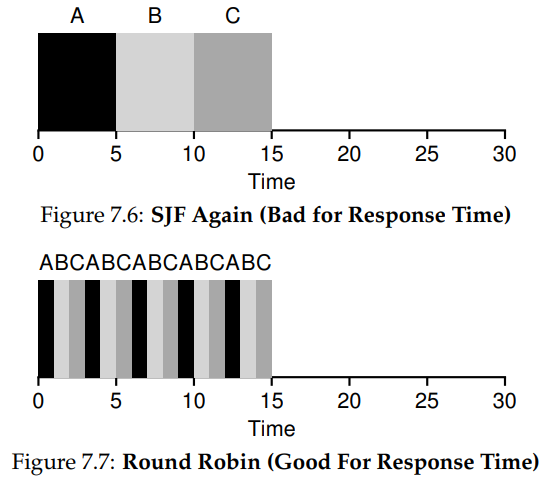 A B C
0 5 10 15 20 25 30
Time
Figure 7.6: SJF Again (Bad for Response Time)
ABCABCABCABCABC
0 5 10 15 20 25 30
Time
Figure 7.7: Round Robin (Good For Response Time)